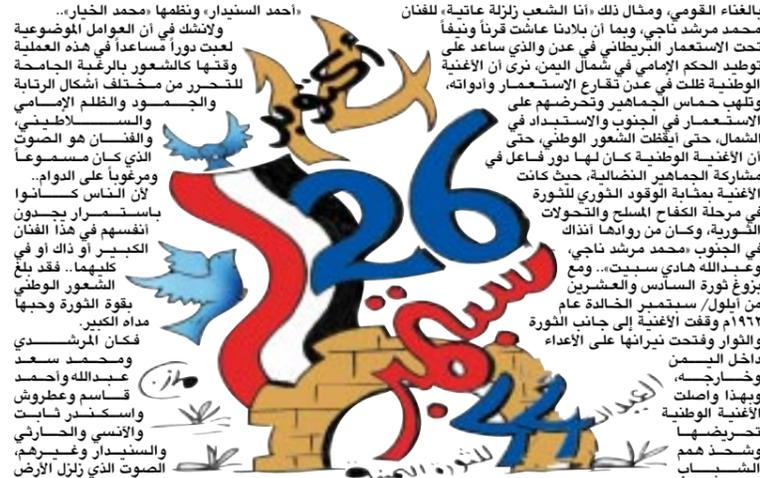 بالغناء القومي، ومثال ذلك «أنا الشعب زلزلة عاتية» للفنان
محمد مرشد ناجي، وبما أن بلادنا عاشت قرناً ونيفاً
تحت الاستعمار البريطاني في عدن والذي ساعد على
توطيد الحكم الإمامي في شمال اليمن، نرى أن الأغنية
الوطنية ظلت في عدن تقارع الاستعمار وأدواته،
وتلهب حماس الجماهير وتحرضهم على
الاستعمار في الجنوب والاستبداد في
الشمال، حتى أيقظت الشعور الوطني، حتى
أن الأغنية الوطنية كان لها دور فاعل في
مشاركة الجماهير النضالية، حيث كانت
الأغنية بمثابة الوقود الثوري للثورة
في مرحلة الكفاح المسلح والتحولات
الثورية، وكان من روادها أنذاك
في الجنوب «محمد مرشد ناجي،
وعبدالله هادي سبيت».. ومع
بزوغ ثورة السادس والعشرين
من أيلول/ سبتمبر الخالدة عام
١٩٦٢م وقفت الأغنية إلى جانب الثورة
والثوار وفتحت نيرانها على الأعداء
داخل اليمن
وخارجه،
وبهذا واصلت
الأغنية الوطنية
تحريضها
وشحذ همم
الشباب
أكتوبر
26
سبتمبر
44
العيد الـ
للثورة اليمنية
مازن
«أحمد السنيدار» ونظمها «محمد الخيار»..
ولانشك في أن العوامل الموضوعية
لعبت دوراً مساعداً في هذه العملية
وقتها كالشعور بالرغبة الجامحة
للتحرر من مختلف أشكال الرتابة
والجمود والظلم الإمامي
والسلاطيني،
والفنان هو الصوت
الذي كان مسموعاً
ومرغوباً على الدوام..
لأن الناس كانوا
باستمرار يجدون
أنفسهم في هذا الفنان
الكبير أو ذاك أو في
كليهما.. فقد بلغ
الشعور الوطني
بقوة الثورة وحبها
مداه الكبير.
فكان المرشدي
ومحمد سعد
عبدالله وأحمد
قاسم وعطروش
واسكندر ثابت
والآنسي والحارثي
والسنيدار وغيرهم،
الصوت الذي زلزل الأرض